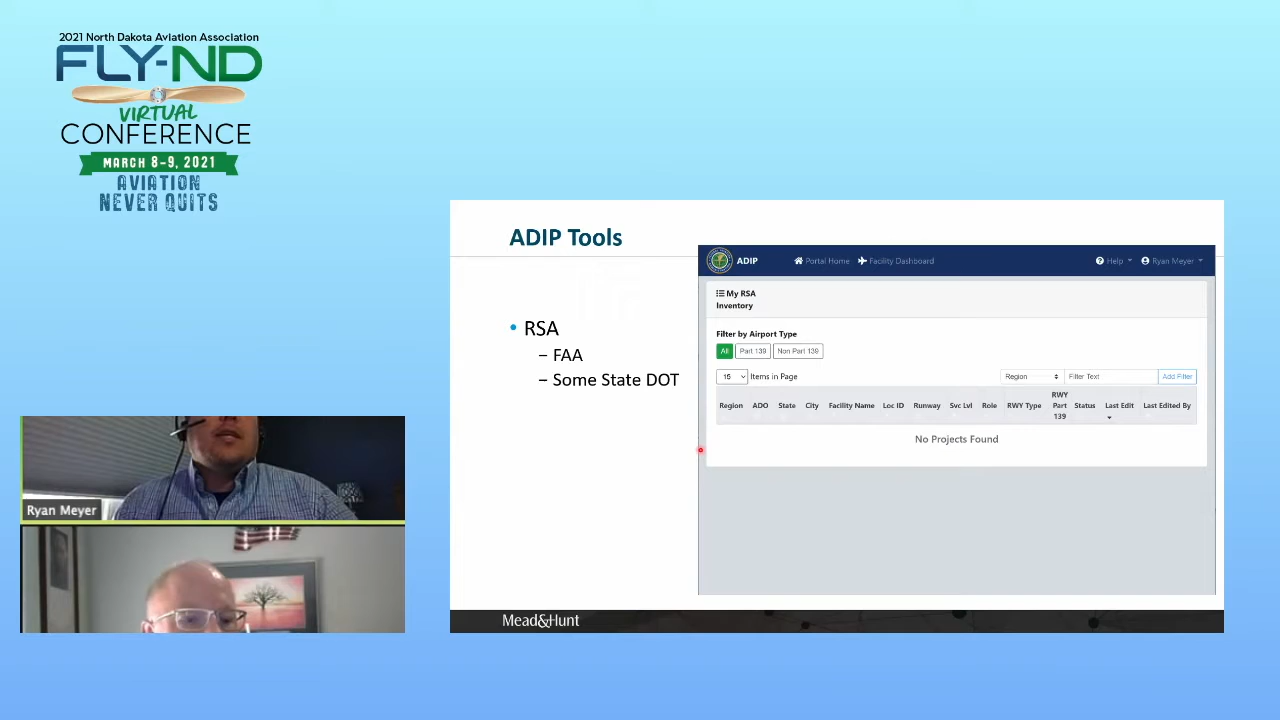 2021 North Dakota Aviation Association
FLY-ND
VIRTUAL
CONFERENCE
MARCH 8-9, 2021
AVIATION
NEVER QUITS
ADIP Tools
• RSA
– FAA
– Some State DOT
ADIP Portal Home Facility Dashboard Help Ryan Meyer
My RSA
Inventory
Filter by Airport Type
All Part 139 Non Part 139
15 Items in Page Region Filter Text Add Filter
Region ADO State City Facility Name Loc ID Runway Svc Lvl Role RWY Type RWY Part 139 Status Last Edit Last Edited By
No Projects Found
Ryan Meyer
Mead&Hunt